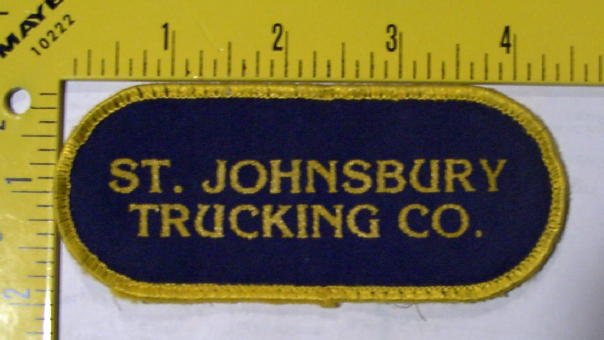 MAYE
10222
1 2 3 4
ST. JOHNSBURY
TRUCKING CO.
1
2